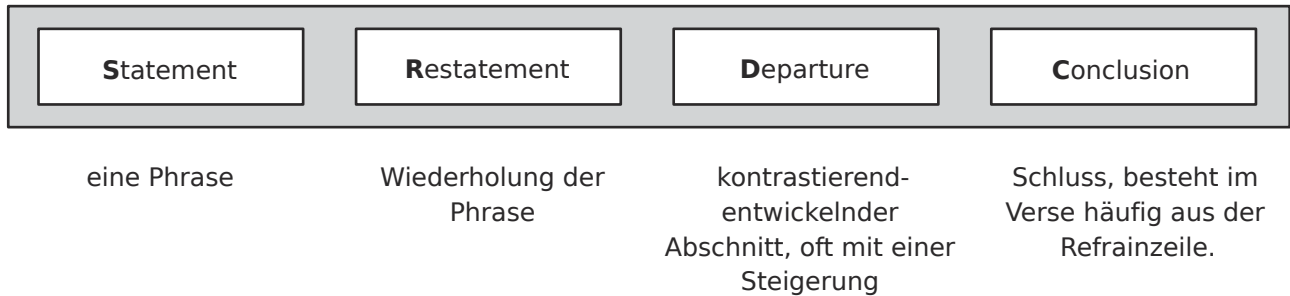 Statement
Restatement
Departure
Conclusion
eine Phrase
Wiederholung der
Phrase
kontrastierend-
entwickelnder
Abschnitt, oft mit einer
Steigerung
Schluss, besteht im
Verse häufig aus der
Refrainzeile.